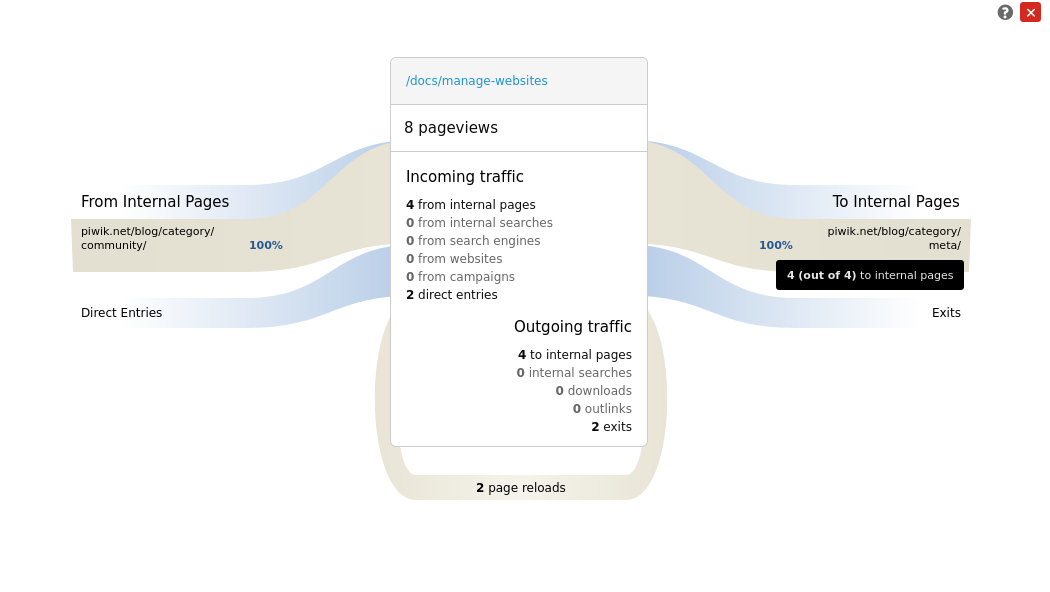 /docs/manage-websites
8 pageviews
Incoming traffic
4 from internal pages
0 from internal searches
0 from search engines
0 from websites
0 from campaigns
2 direct entries
Outgoing traffic
4 to internal pages
0 internal searches
0 downloads
0 outlinks
2 exits
2 page reloads
From Internal Pages
piwik.net/blog/category/
community/ 100%
Direct Entries
To Internal Pages
piwik.net/blog/category/
100% meta/
4 (out of 4) to internal pages
Exits